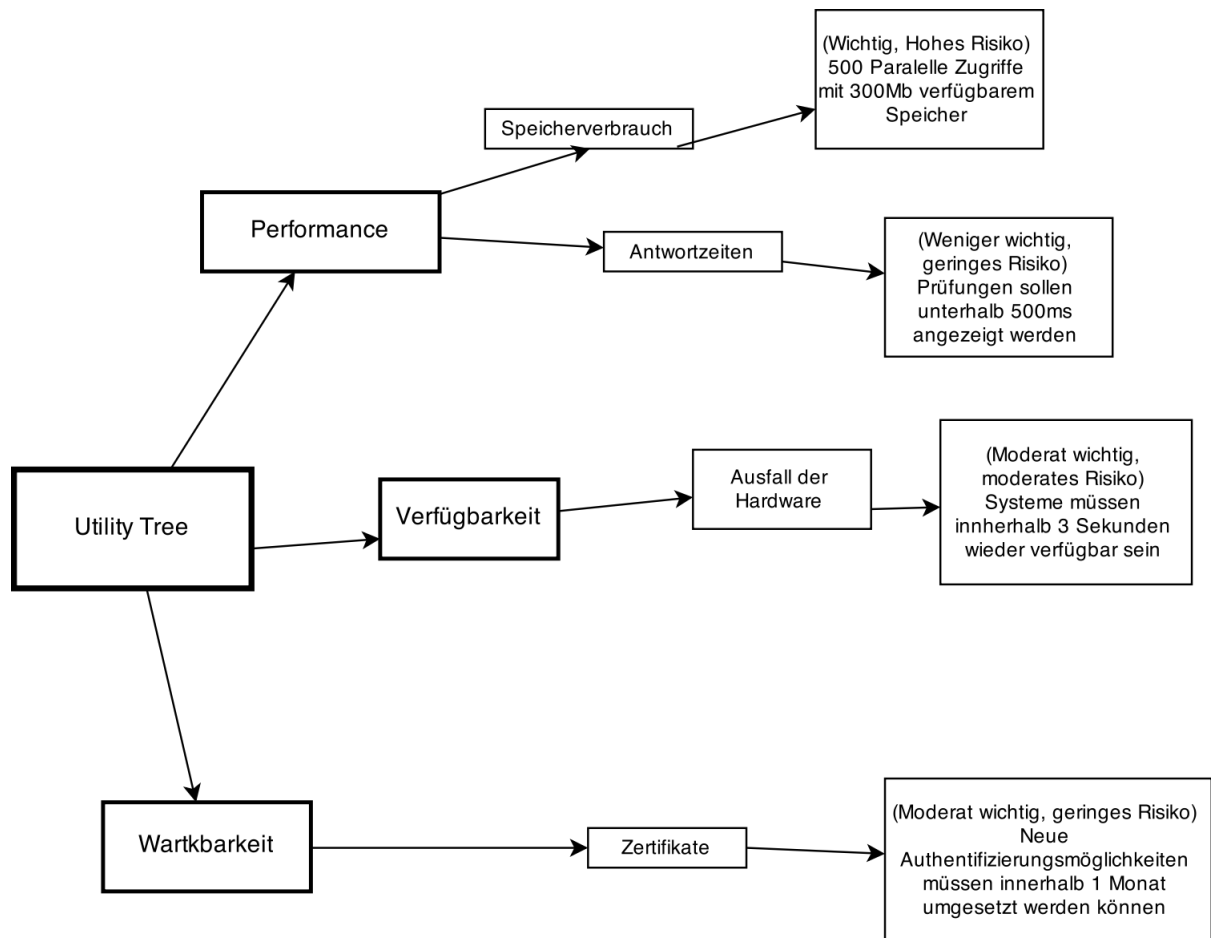 (Wichtig, Hohes Risiko)
500 Paralelle Zugriffe
mit 300Mb verfügbarem
Speicher
Speicherverbrauch
Performance
Antwortzeiten
(Weniger wichtig,
geringes Risiko)
Prüfungen sollen
unterhalb 500ms
angezeigt werden
Utility Tree
Verfügbarkeit
Ausfall der
Hardware
(Moderat wichtig,
moderates Risiko)
Systeme müssen
innherhalb 3 Sekunden
wieder verfügbar sein
Wartkbarkeit
Zertifikate
(Moderat wichtig, geringes Risiko)
Neue
Authentifizierungsmöglichkeiten
müssen innerhalb 1 Monat
umgesetzt werden können